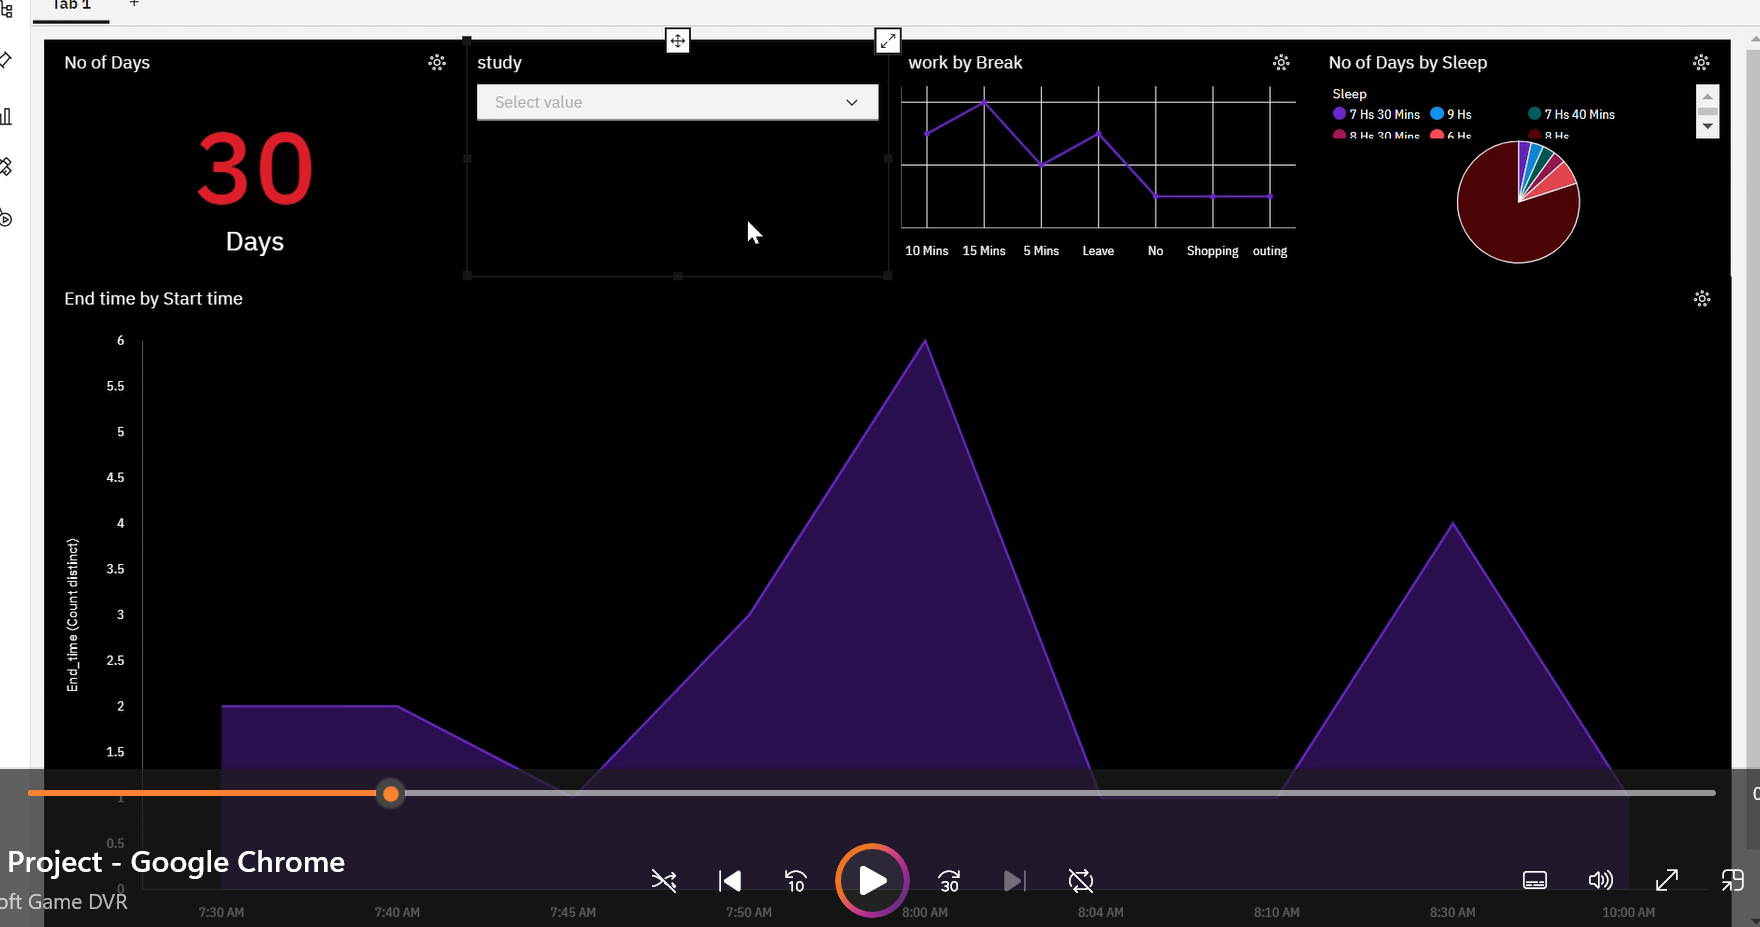 Tab 1 +
No of Days
30
Days
study
Select value
work by Break
10 Mins 15 Mins 5 Mins Leave No Shopping outing
No of Days by Sleep
Sleep
7 Hs 30 Mins 9 Hs 7 Hs 40 Mins
8 Hs 30 Mins 6 Hs 8 Hs
End time by Start time
End_time (Count distinct)
6
5.5
5
4.5
4
3.5
3
2.5
2
1.5
1
0.5
0
7:30 AM 7:40 AM 7:45 AM 7:50 AM 8:00 AM 8:04 AM 8:10 AM 8:30 AM 10:00 AM
0
Project - Google Chrome
oft Game DVR
10
30